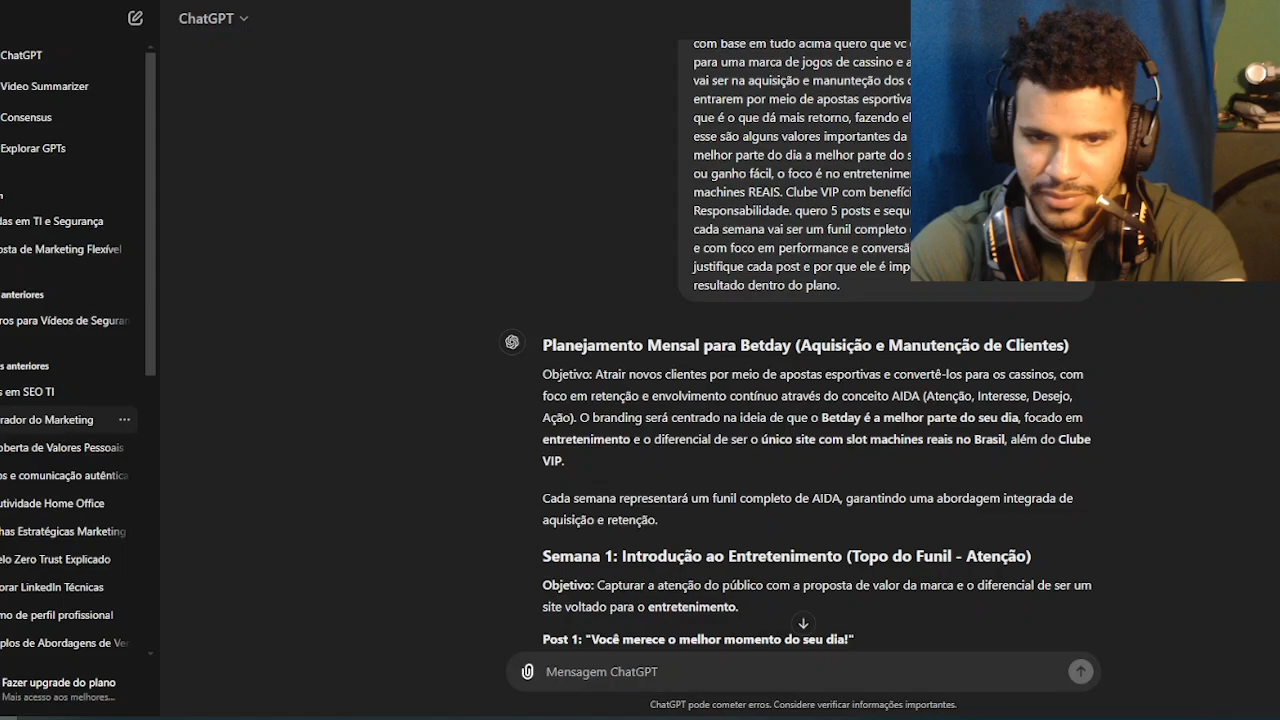 ChatGPT
ChatGPT
Video Summarizer
Consensus
Explorar GPTs
das em TI e Segurança
osta de Marketing Flexível
anteriores
ros para Vídeos de Seguran
s anteriores
s em SEO TI
rador do Marketing
oberta de Valores Pessoais
os e comunicação autêntica
utividade Home Office
nhas Estratégicas Marketing
elo Zero Trust Explicado
orar LinkedIn Técnicas
mo de perfil profissional
plos de Abordagens de Ve
Fazer upgrade do plano
Mais acesso aos melhores...
com base em tudo acima quero que vc
para uma marca de jogos de cassino e a
vai ser na aquisição e manunteção dos
entrarem por meio de apostas esportiva
que é o que dá mais retorno, fazendo el
esse são alguns valores importantes da
melhor parte do dia a melhor parte do s
ou ganho fácil, o foco é no entretenime
machines REAIS. Clube VIP com benefíci
Responsabilidade. quero 5 posts e seque
cada semana vai ser um funil completo
e com foco em performance e conversã
justifique cada post e por que ele é imp
resultado dentro do plano.
Planejamento Mensal para Betday (Aquisição e Manutenção de Clientes)
Objetivo: Atrair novos clientes por meio de apostas esportivas e convertê-los para os cassinos, com
foco em retenção e envolvimento contínuo através do conceito AIDA (Atenção, Interesse, Desejo,
Ação). O branding será centrado na ideia de que o Betday é a melhor parte do seu dia, focado em
entretenimento e o diferencial de ser o único site com slot machines reais no Brasil, além do Clube
VIP.
Cada semana representará um funil completo de AIDA, garantindo uma abordagem integrada de
aquisição e retenção.
Semana 1: Introdução ao Entretenimento (Topo do Funil - Atenção)
Objetivo: Capturar a atenção do público com a proposta de valor da marca e o diferencial de ser um
site voltado para o entretenimento.
Post 1: "Você merece o melhor momento do seu dia!"
Mensagem ChatGPT
ChatGPT pode cometer erros. Considere verificar informações importantes.